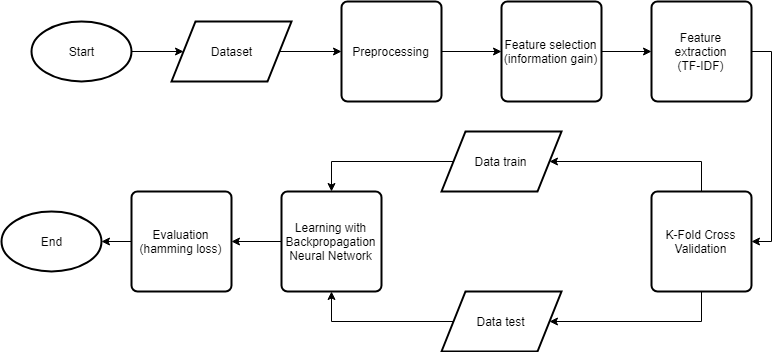 Start
Dataset
Preprocessing
Feature selection
(information gain)
Feature
extraction
(TF-IDF)
Data train
K-Fold Cross
Validation
Learning with
Backpropagation
Neural Network
Evaluation
(hamming loss)
End
Data test